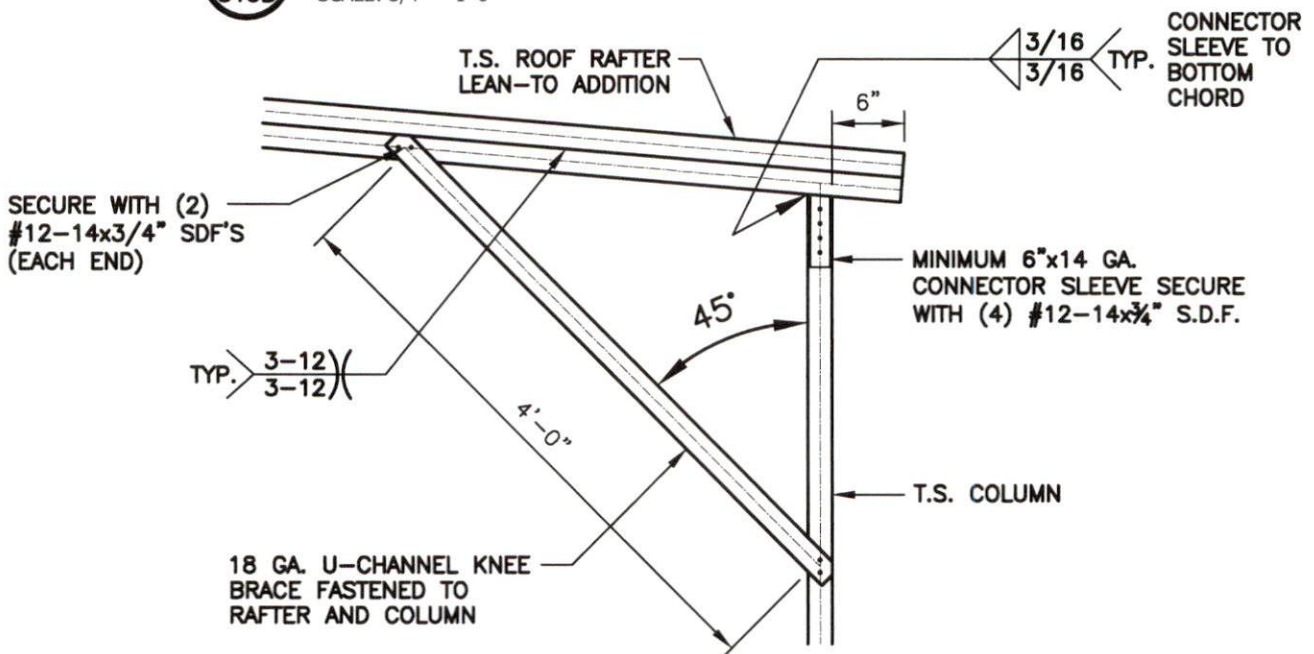 T.S. ROOF RAFTER
LEAN-TO ADDITION
3/16
3/16
TYP.
CONNECTOR
SLEEVE TO
BOTTOM
CHORD
6"
SECURE WITH (2)
#12-14x3/4" SDF'S
(EACH END)
MINIMUM 6"x14 GA.
CONNECTOR SLEEVE SECURE
WITH (4) #12-14x3/4" S.D.F.
45°
TYP.
3-12
3-12
4'-0"
T.S. COLUMN
18 GA. U-CHANNEL KNEE
BRACE FASTENED TO
RAFTER AND COLUMN